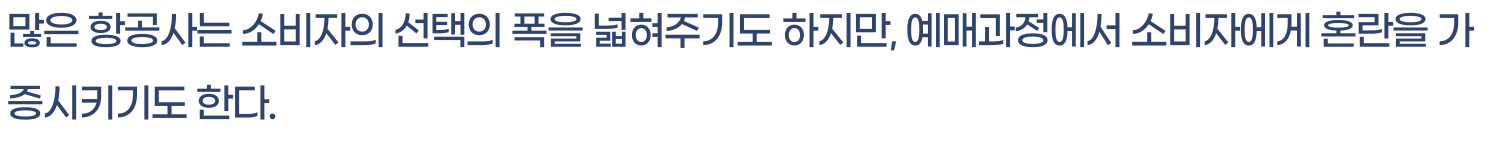 많은 항공사는 소비자의 선택의 폭을 넓혀주기도 하지만, 예매과정에서 소비자에게 혼란을 가
증시키기도 한다.